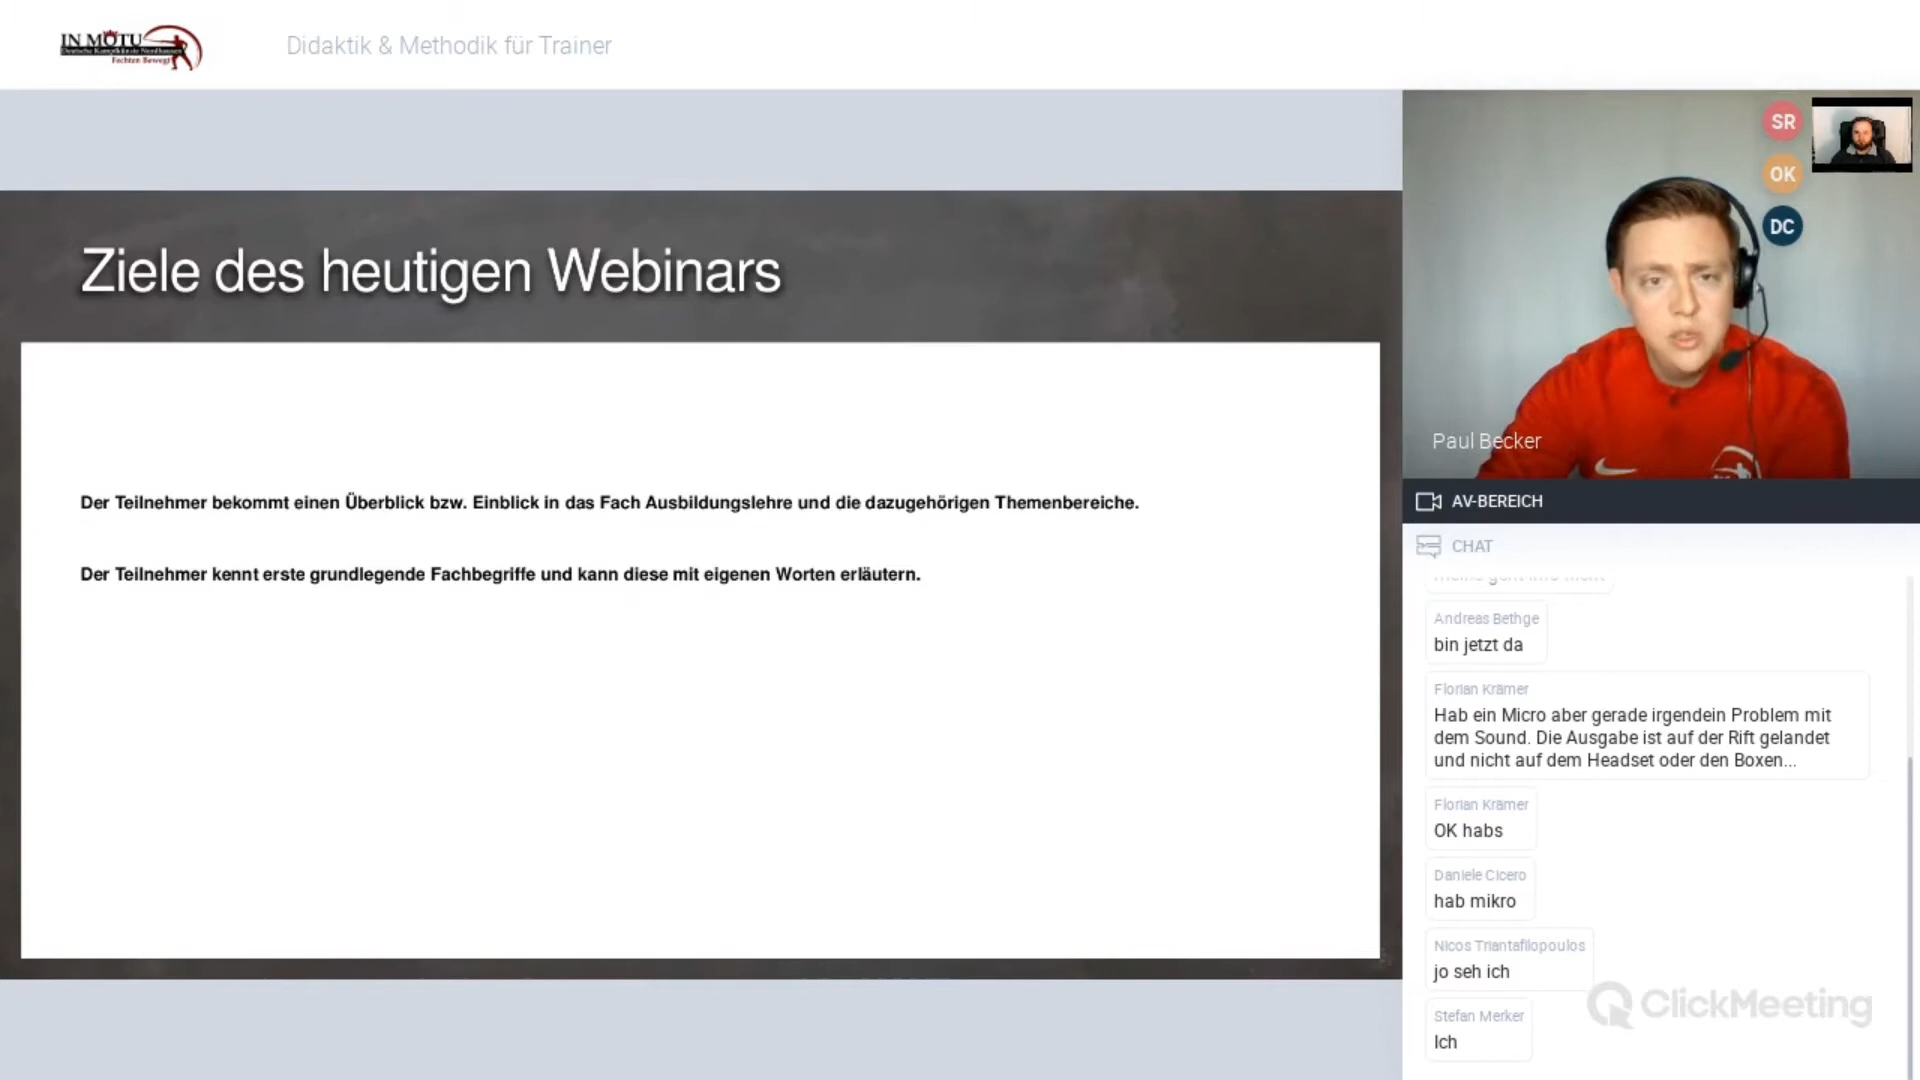 IN MOTU
Deutsche Kampfkünste Nordhausen
Fechten Bewegt
Didaktik & Methodik für Trainer
Ziele des heutigen Webinars
Der Teilnehmer bekommt einen Überblick bzw. Einblick in das Fach Ausbildungslehre und die dazugehörigen Themenbereiche.
Der Teilnehmer kennt erste grundlegende Fachbegriffe und kann diese mit eigenen Worten erläutern.
SR
OK
DC
Paul Becker
AV-BEREICH
CHAT
Andreas Bethge
bin jetzt da
Florian Krämer
Hab ein Micro aber gerade irgendein Problem mit
dem Sound. Die Ausgabe ist auf der Rift gelandet
und nicht auf dem Headset oder den Boxen...
Florian Krämer
OK habs
Daniele Cicero
hab mikro
Nicos Triantafilopoulos
jo seh ich
Stefan Merker
Ich
ClickMeeting